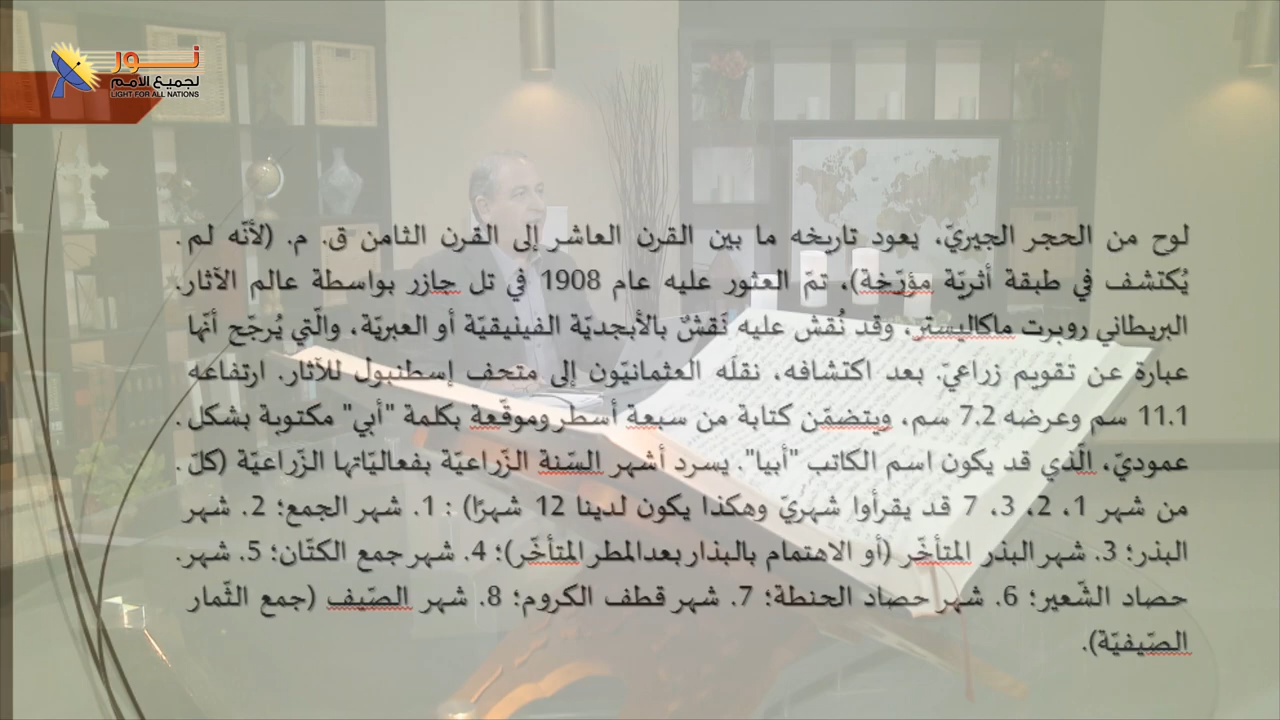 نور
لجميع الأمم
LIGHT FOR ALL NATIONS
لوح من الحجر الجيريّ، يعود تاريخه ما بين القرن العاشر إلى القرن الثامن ق. م. (لأنّه لم .
يُكتشف في طبقة أثريّة مؤرّخة)، تمّ العثور عليه عام 1908 في تل جازر بواسطة عالم الآثار.
البريطاني روبرت ماكاليستر، وقد نُقش عليه نَقشٌ بالأبجديّة الفينيقيّة أو العبريّة، والّتي يُرجّح أنّها
عبارة عن تقويم زراعيّ. بعد اكتشافه، نقلَه العثمانيّون إلى متحف إسطنبول للآثار. ارتفاعه
11.1 سم وعرضه 7.2 سم، ويتضمّن كتابة من سبعة أسطر وموقّعة بكلمة "أبي" مكتوبة بشكل .
عموديّ، الّذي قد يكون اسم الكاتب "أبيا". يسرد أشهر السّنة الزّراعيّة بفعاليّاتها الزّراعيّة (كلّ .
من شهر 1، 2، 3، 7 قد يقرأوا شهريّ وهكذا يكون لدينا 12 شهرًا) : 1. شهر الجمع؛ 2. شهر
البذر؛ 3. شهر البذر المتأخّر (أو الاهتمام بالبذار بعدالمطر المتأخّر)؛ 4. شهر جمع الكتّان؛ 5. شهر.
حصاد الشّعير؛ 6. شهر حصاد الحنطة؛ 7. شهر قطف الكروم؛ 8. شهر الصّيف (جمع الثّمار
الصّيفيّة).